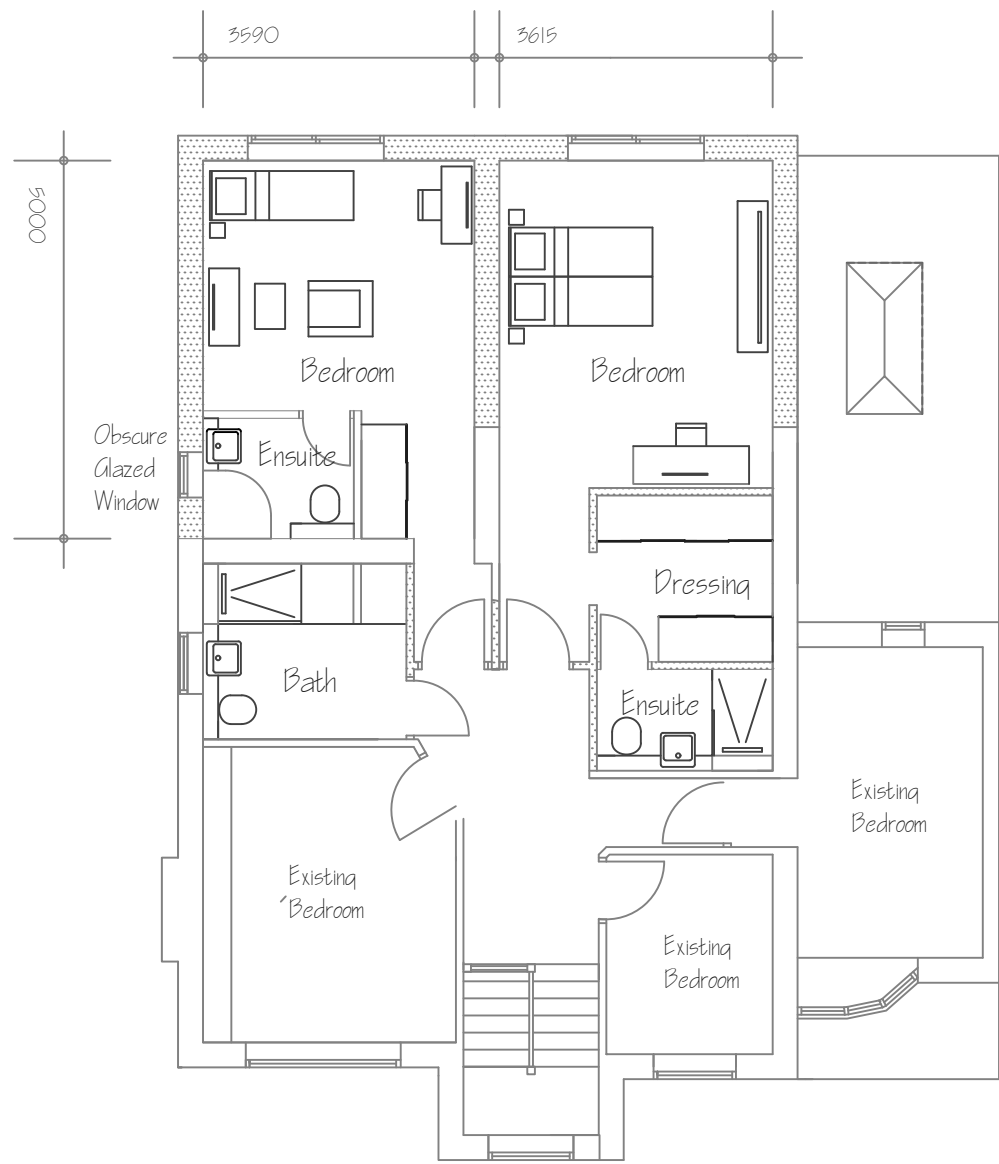 3590
3615
5000
Bedroom
Bedroom
Obscure
Glazed
Window
Ensuite
Dressing
Bath
Ensuite
Existing
Bedroom
Existing
Bedroom
Existing
Bedroom